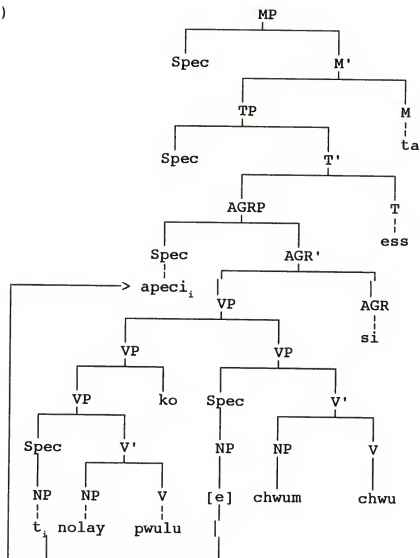 )
MP
Spec M'
TP M
ta
Spec T'
AGRP T
ess
Spec AGR'
apeci i
VP AGR
si
VP VP
VP ko Spec V'
Spec V' NP NP V
NP NP V [e] chwum chwu
t i nolay pwulu